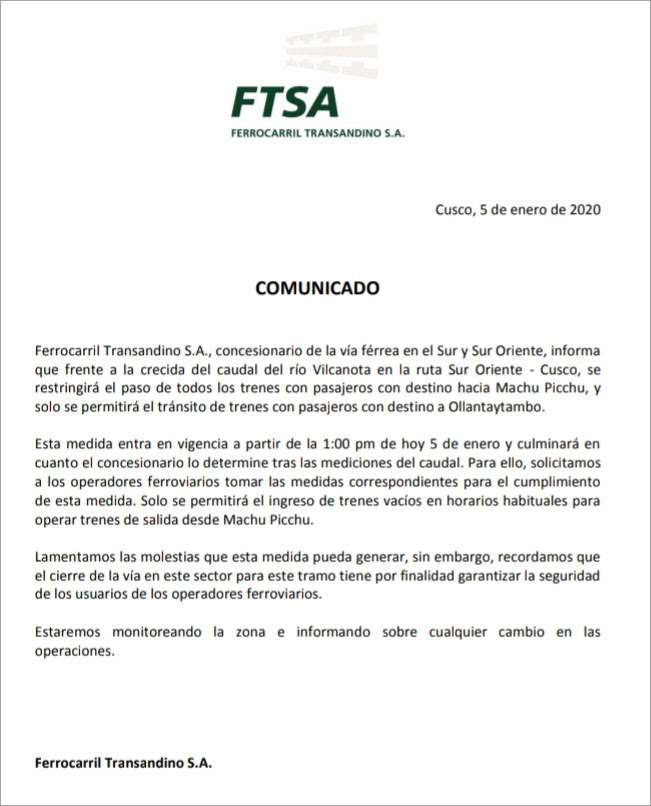 FTSA
FERROCARRIL TRANSANDINO S.A.
Cusco, 5 de enero de 2020
COMUNICADO
Ferrocarril Transandino S.A., concesionario de la vía férrea en el Sur y Sur Oriente, informa
que frente a la crecida del caudal del río Vilcanota en la ruta Sur Oriente - Cusco, se
restringirá el paso de todos los trenes con pasajeros con destino hacia Machu Picchu, y
solo se permitirá el tránsito de trenes con pasajeros con destino a Ollantaytambo.
Esta medida entra en vigencia a partir de la 1:00 pm de hoy 5 de enero y culminará en
cuanto el concesionario lo determine tras las mediciones del caudal. Para ello, solicitamos
a los operadores ferroviarios tomar las medidas correspondientes para el cumplimiento
de esta medida. Solo se permitirá el ingreso de trenes vacíos en horarios habituales para
operar trenes de salida desde Machu Picchu.
Lamentamos las molestias que esta medida pueda generar, sin embargo, recordamos que
el cierre de la vía en este sector para este tramo tiene por finalidad garantizar la seguridad
de los usuarios de los operadores ferroviarios.
Estaremos monitoreando la zona e informando sobre cualquier cambio en las
operaciones.
Ferrocarril Transandino S.A.